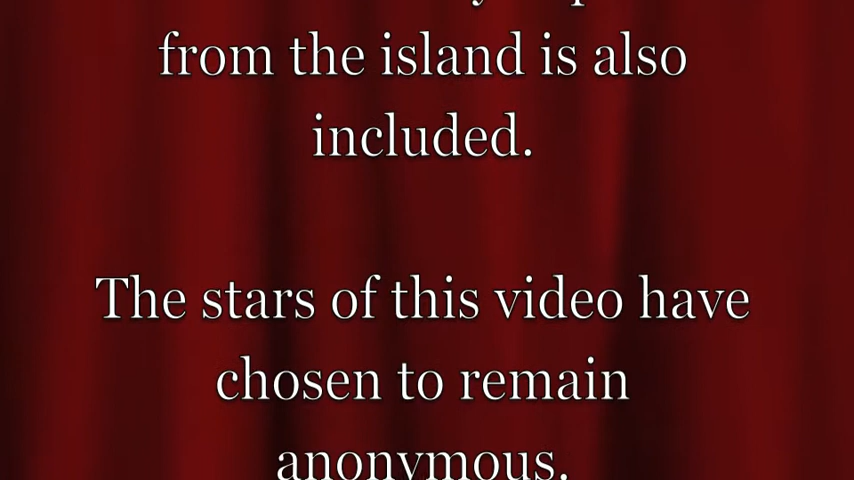 from the island is also
included.
The stars of this video have
chosen to remain
anonymous.